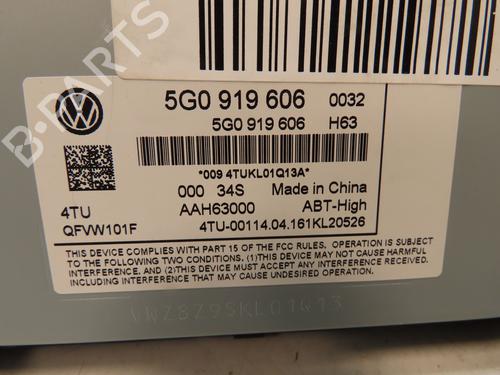 B-PARTS
5G0 919 606 0032
5G0 919 606 H63
*009 4TUKL01Q13A*
000 34S Made in China
4TU AAH63000 ABT-High
QFVW101F 4TU-00114.04.161KL20526
THIS DEVICE COMPLIES WITH PART 15 OF THE FCC RULES. OPERATION IS SUBJECT
TO THE FOLLOWING TWO CONDITIONS. (1)THIS DEVICE MAY NOT CAUSE HARMFUL
INTERFERENCE, AND (2)THIS DEVICE MUST ACCEPT ANY INTERFERENCE
RECEIVED, INCLUDING INTERFERENCE THAT MAY CAUSE UNDESIRED OPERATION.
VWZ8Z9SKL01Q13